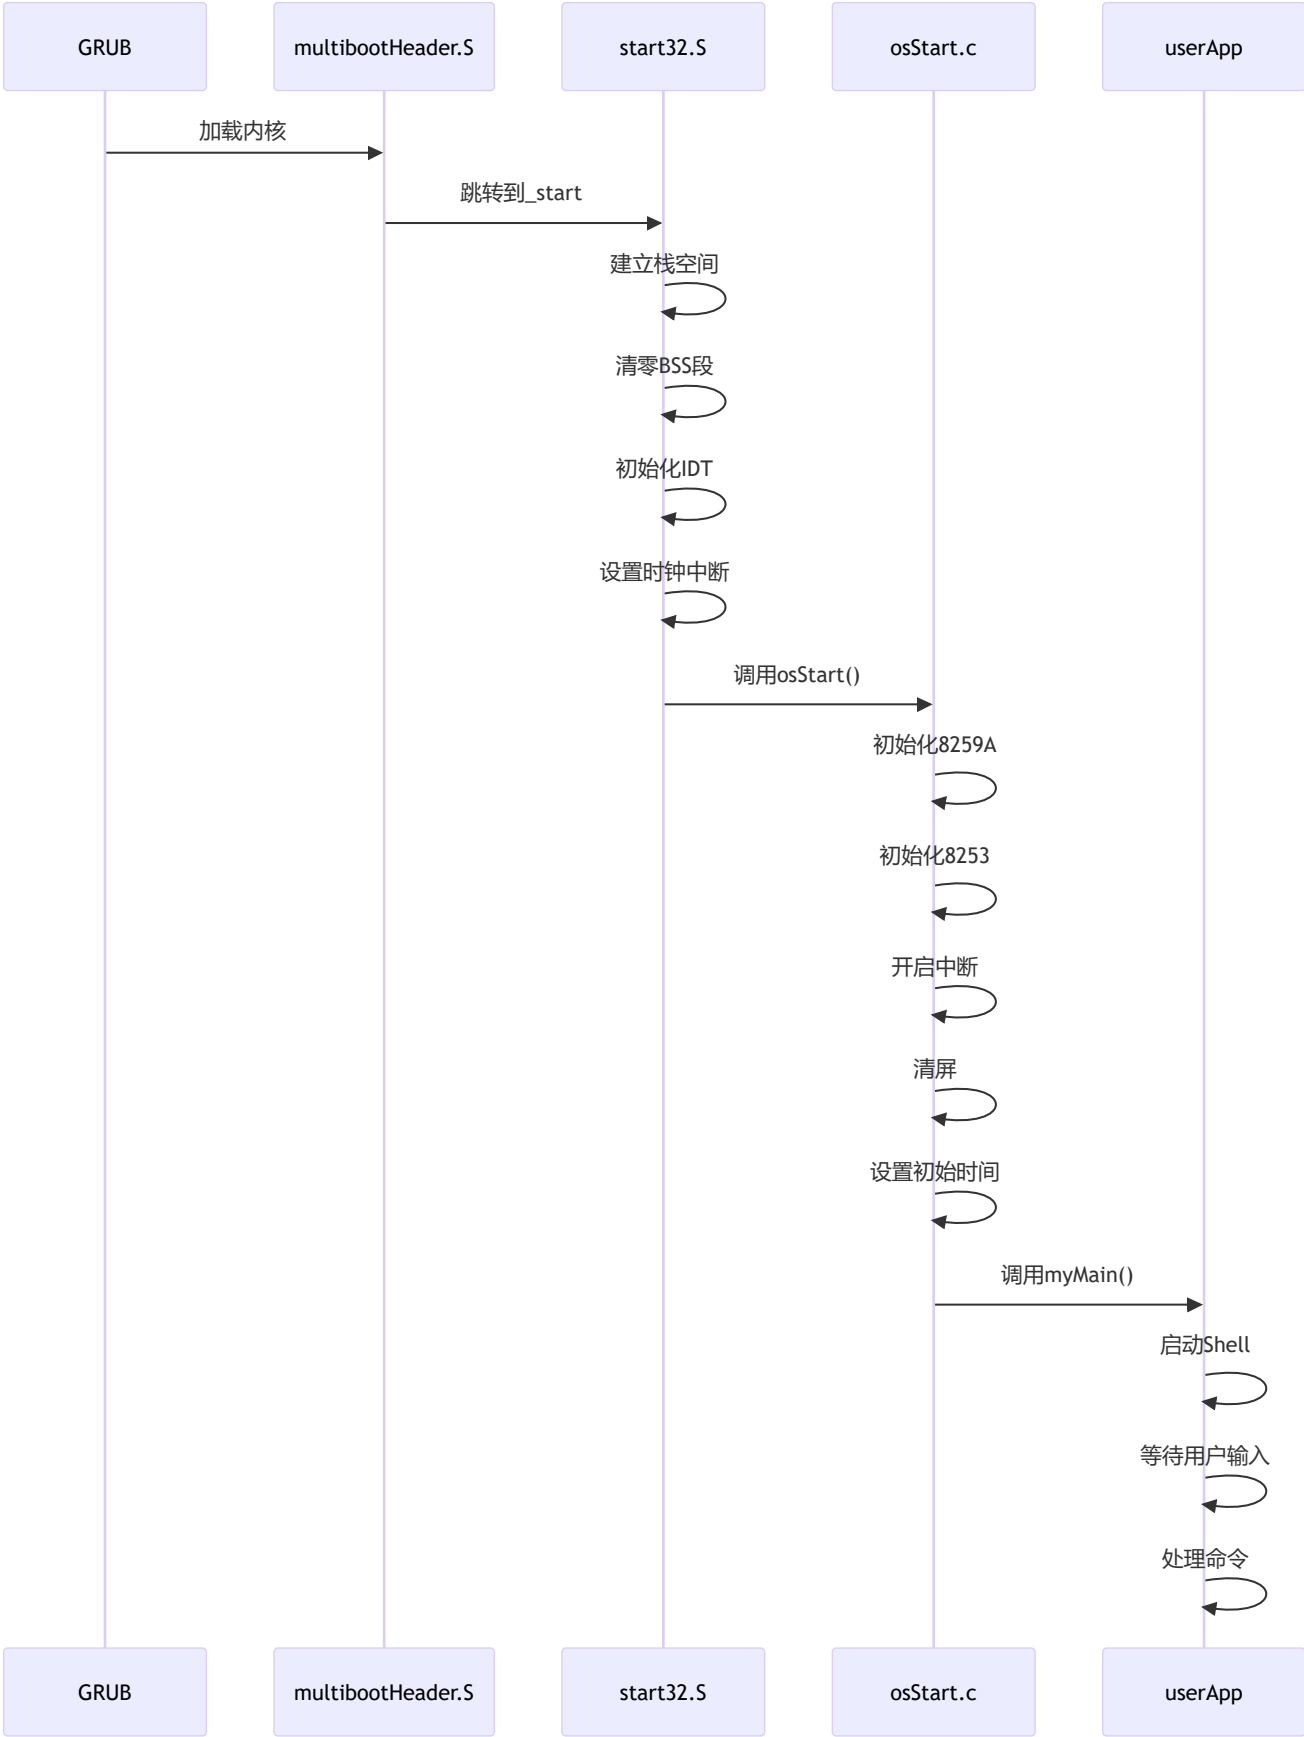 GRUB
multibootHeader.S
start32.S
osStart.c
userApp
加载内核
跳转到_start
建立栈空间
清零BSS段
初始化IDT
设置时钟中断
调用osStart()
初始化8259A
初始化8253
开启中断
清屏
设置初始时间
调用myMain()
启动Shell
等待用户输入
处理命令
GRUB
multibootHeader.S
start32.S
osStart.c
userApp